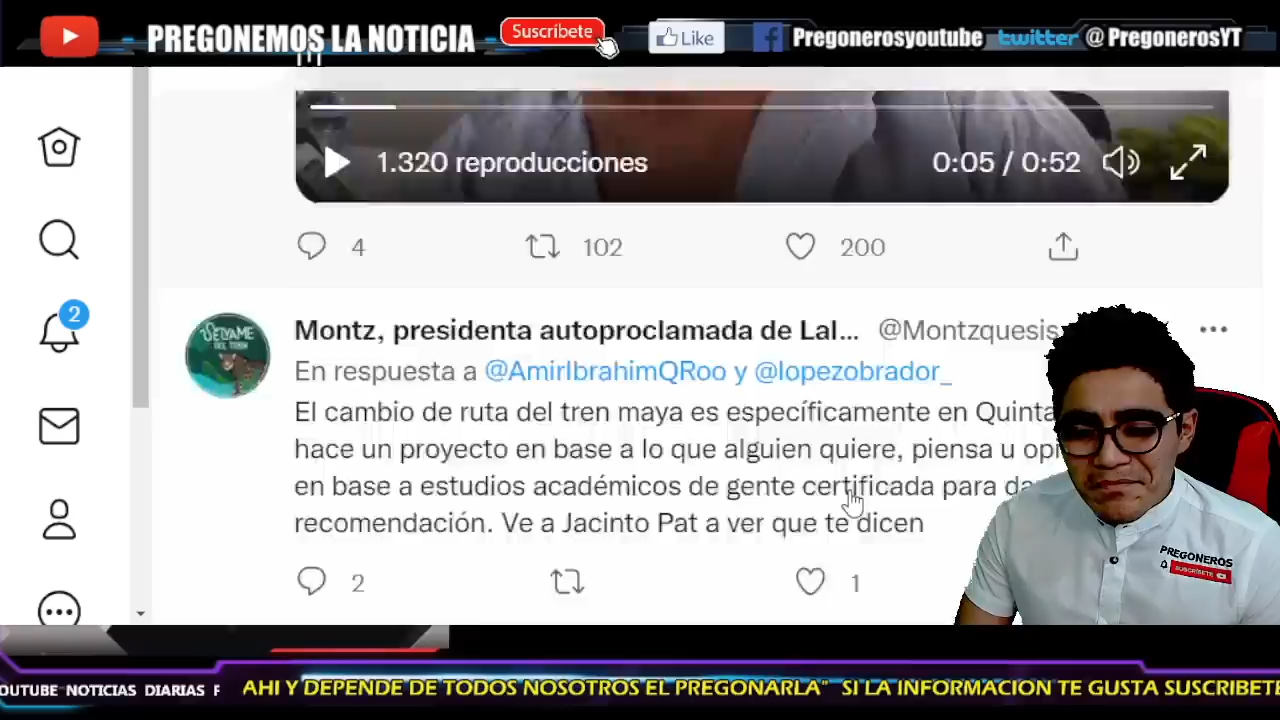 PREGONEMOS LA NOTICIA
Suscríbete
Like
Pregonerosyoutube
twitter @PregonerosYT
1.320 reproducciones
0:05 / 0:52
4
102
200
2
SELVAME
DEL TREN
Montz, presidenta autoproclamada de Lal... @Montzquesis
En respuesta a @AmirIbrahimQRoo y @lopezobrador_
El cambio de ruta del tren maya es específicamente en
hace un proyecto en base a lo que alguien quiere, piensa u
en base a estudios académicos de gente certificada para
recomendación. Ve a Jacinto Pat a ver que te dicen
2
1
PREGONEROS
SUSCRÍBETE
NOTICIAS DIARIAS
AHI Y DEPENDE DE TODOS NOSOTROS EL PREGONARLA" SI LA INFORMACION TE GUSTA SUSCRIBETE